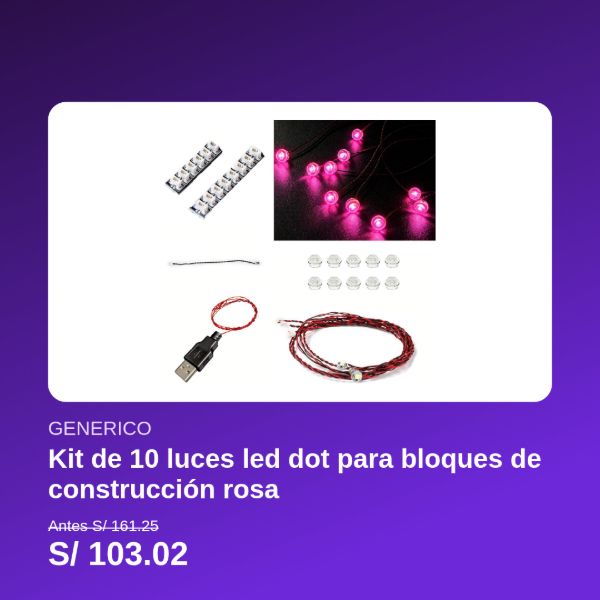 GENERICO
Kit de 10 luces led dot para bloques de
construcción rosa
Antes S/ 161.25
S/ 103.02